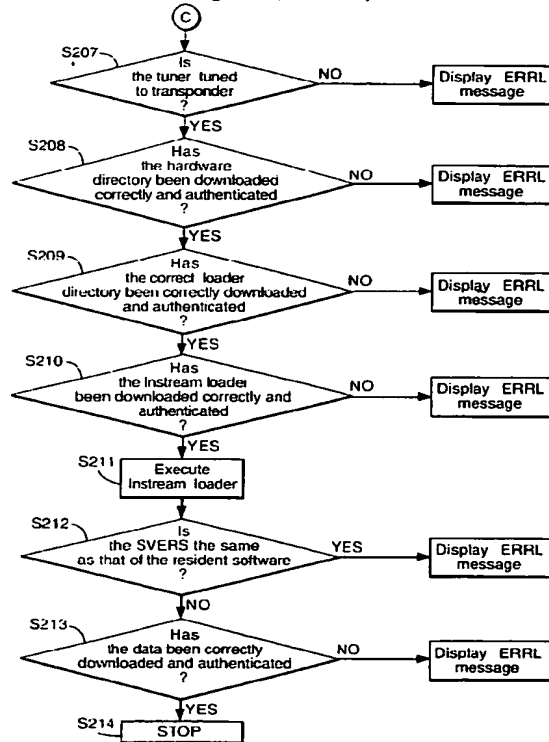 C
S207
Is
the tuner tuned
to transponder
?
NO
Display ERRL
message
YES
S208
Has
the hardware
directory been downloaded
correctly and authenticated
?
NO
Display ERRL
message
YES
S209
Has
the correct loader
directory been correctly downloaded
and authenticated
?
NO
Display ERRL
message
YES
S210
Has
the Instream loader
been downloaded correctly and
authenticated
?
NO
Display ERRL
message
YES
S211
Execute
Instream loader
S212
Is
the SVERS the same
as that of the resident software
?
YES
Display ERRL
message
NO
S213
Has
the data been correctly
downloaded and authenticated
?
NO
Display ERRL
message
YES
S214
STOP